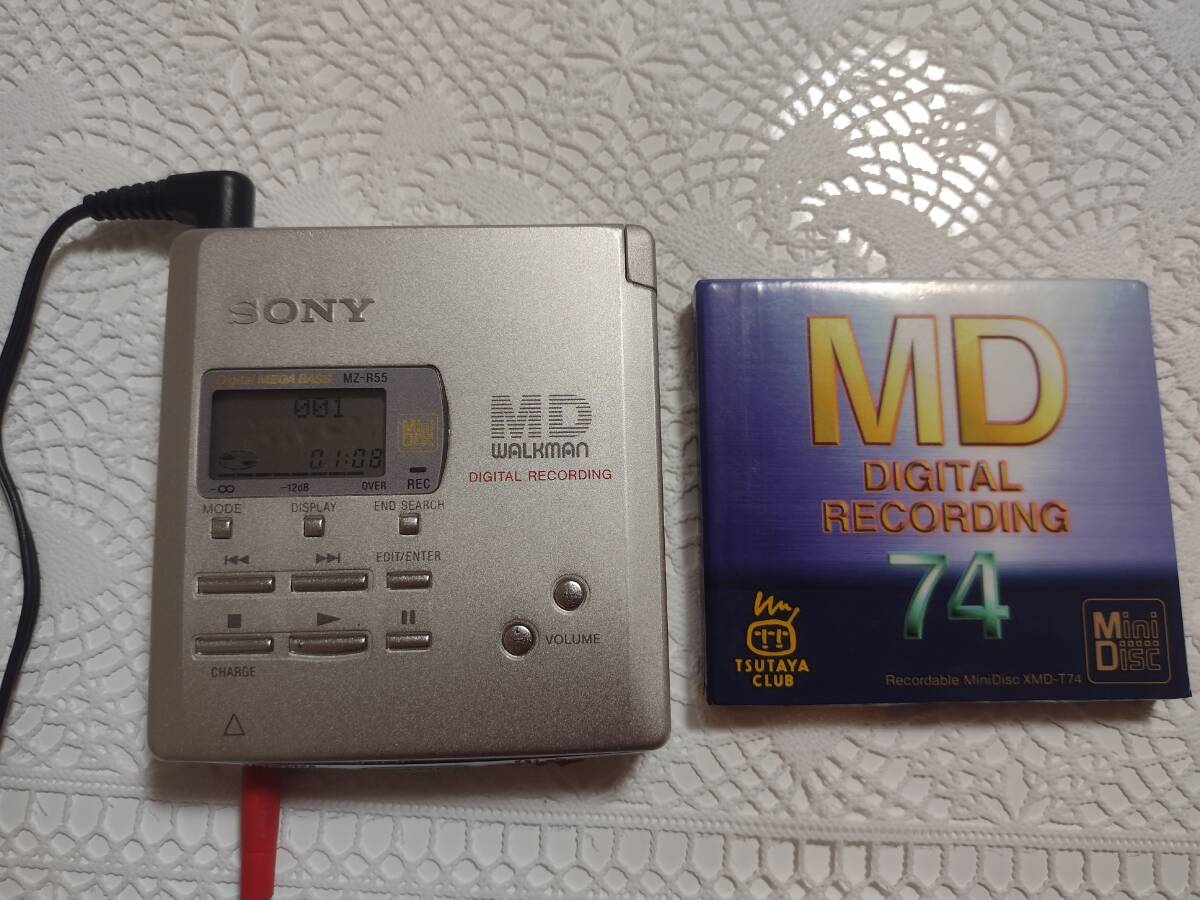 SONY
Digital MEGA BASS MZ-R55
001
Mini
Disc
01:08
-∞ -12dB OVER REC
MD
WALKMAN
DIGITAL RECORDING
MODE DISPLAY END SEARCH
EDIT/ENTER
VOLUME
CHARGE
MD
DIGITAL
RECORDING
74
TSUTAYA
CLUB
Recordable MiniDisc XMD-T74
Mini
Disc